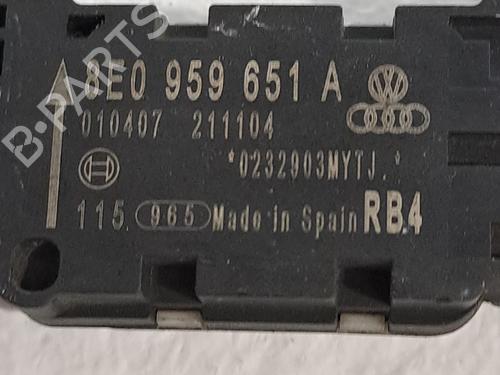 8E0 959 651 A
010407 211104
*0232903MYTJ.*
115 965 Made in Spain RB4
B-PARTS